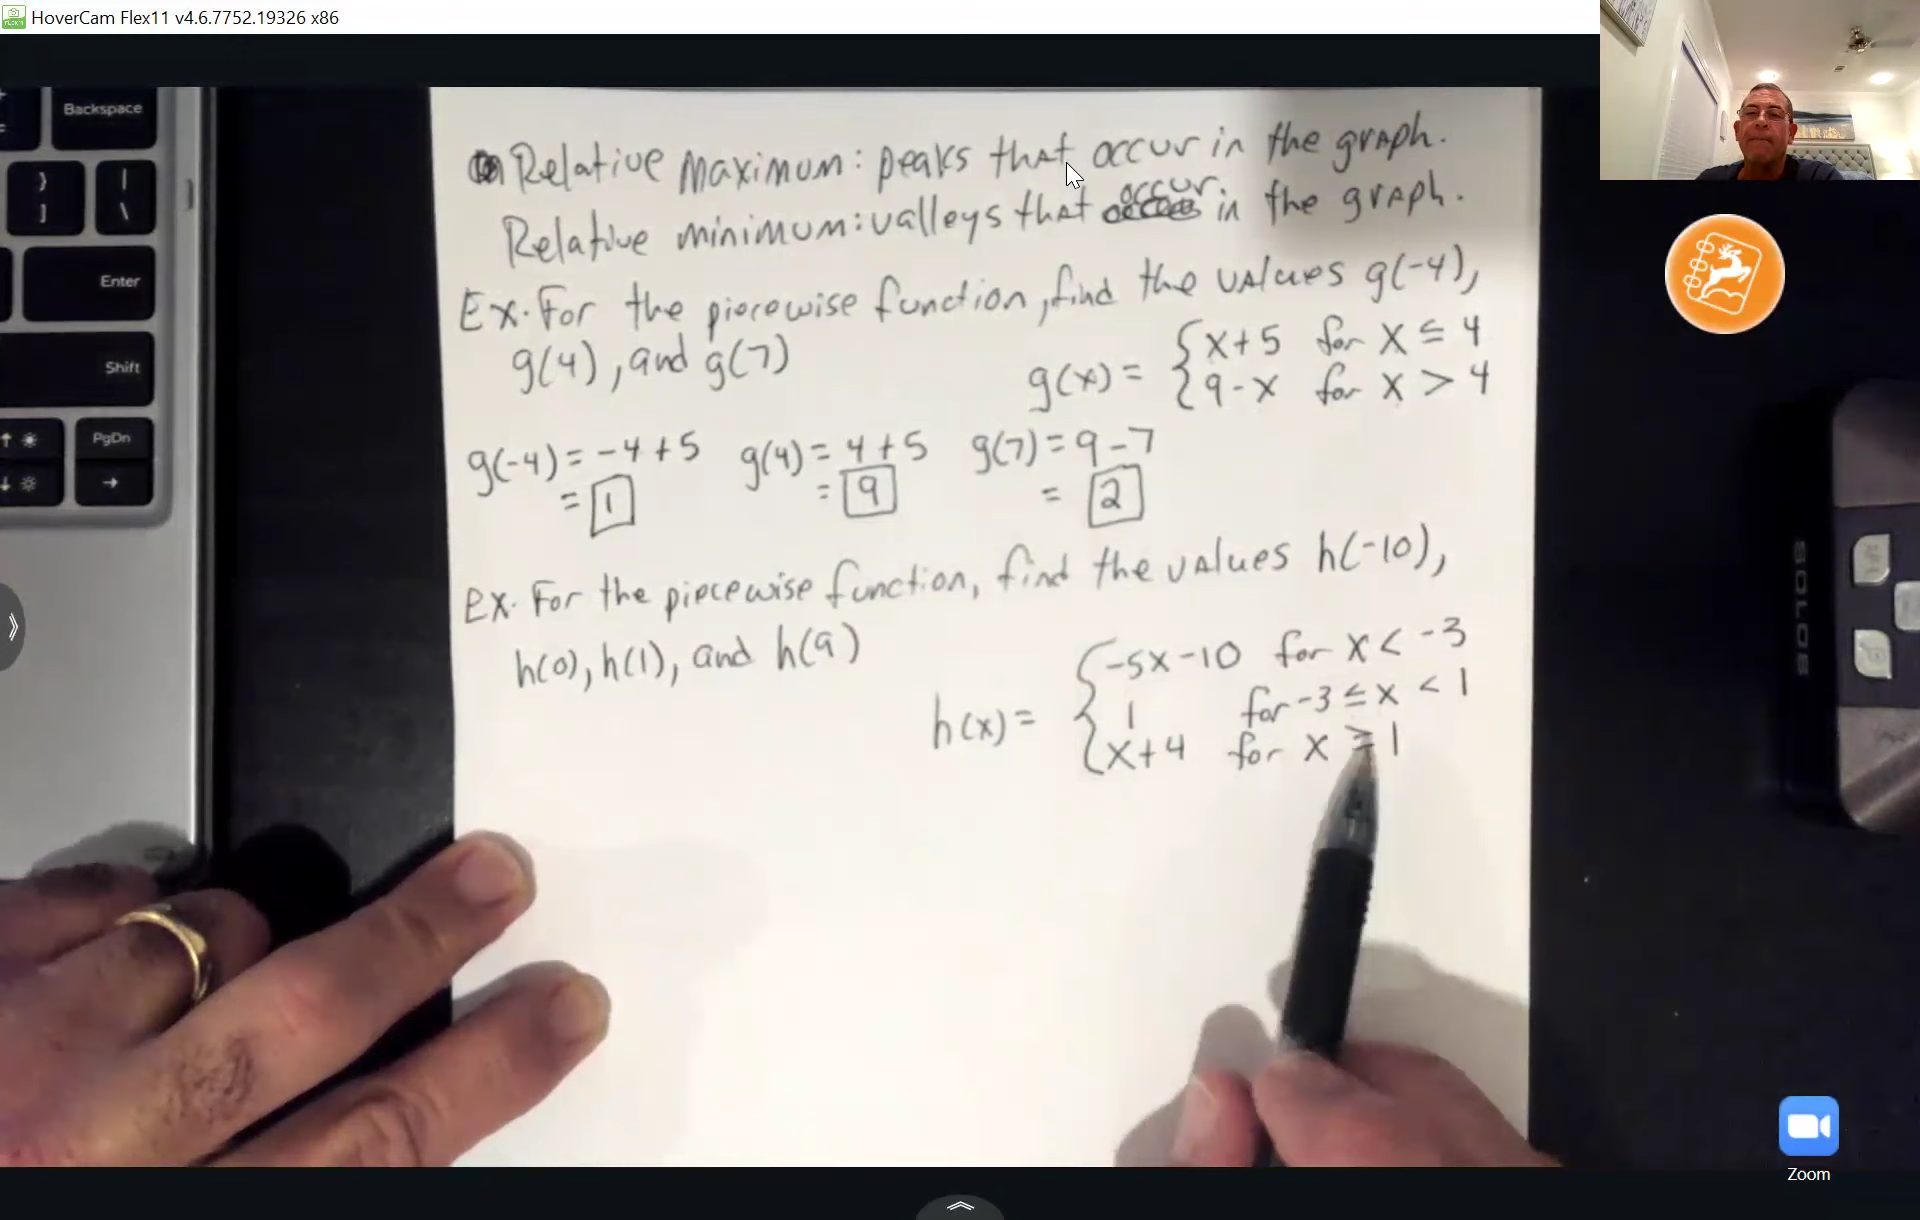 HoverCam Flex11 v4.6.7752.19326 x86
Relative maximum: peaks that occur in the graph.
Relative minimum: valleys that occur in the graph.
Ex. For the piecewise function, find the values g(-4),
g(4), and g(7)
g(x) = { x+5 for x ≤ 4
9-x for x > 4
g(-4) = -4+5 g(4) = 4+5 g(7) = 9-7
= 1 = 9 = 2
Ex. For the piecewise function, find the values h(-10),
h(0), h(1), and h(9)
h(x) = { -5x-10 for x < -3
1 for -3 ≤ x < 1
x+4 for x ≥ 1
Backspace
} ]
| \
Enter
Shift
PgDn
SOLDS
Zoom